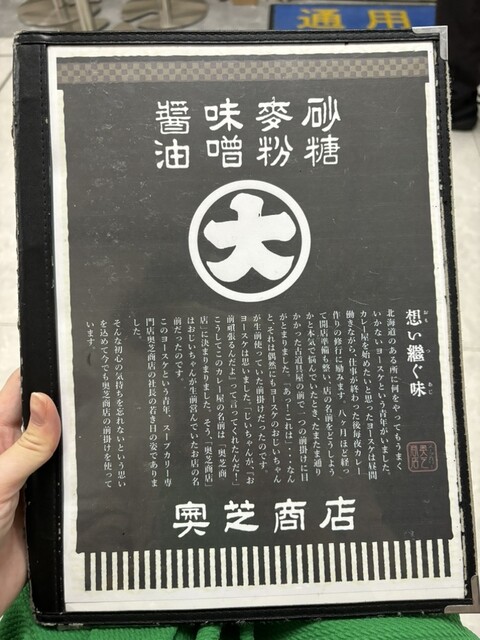 通用
砂糖
麥粉
味噌
醤油
大
想い繼ぐ味
北海道のある所に何をやってもうまく
いかないヨースケという青年がいました。
カレー屋を始めたいと思ったヨースケは昼間
働きながら、仕事が終わった後毎夜カレー
作りの修行に励みます。八ヶ月ほど経っ
て開店準備も整い、店の名前をどうしよう
かと本気で悩んでいたとき、たまたま通り
かかった古道具屋の前で一つの前掛けに目
がとまりました。「あっ！これは…なん
と、それは偶然にもヨースケのおじいちゃん
が生前使っていた前掛けだったのです。
ヨースケは思いました。「じいちゃんが、『お
前頑張るんだよ』って言ってくれたんだ！」
こうしてこのカレー屋の名前は「奥芝商
店」に決まりました。そう、「奥芝商店」
はおじいちゃんが生前営んでいたお店の名
前だったのです。
このヨースケという青年、スープカリー専
門店奥芝商店の社長の若き日の姿でありま
した。
そんな初心の気持ちを忘れないという思い
を込めて今でも奥芝商店の前掛けを使って
います。
奥芝商店